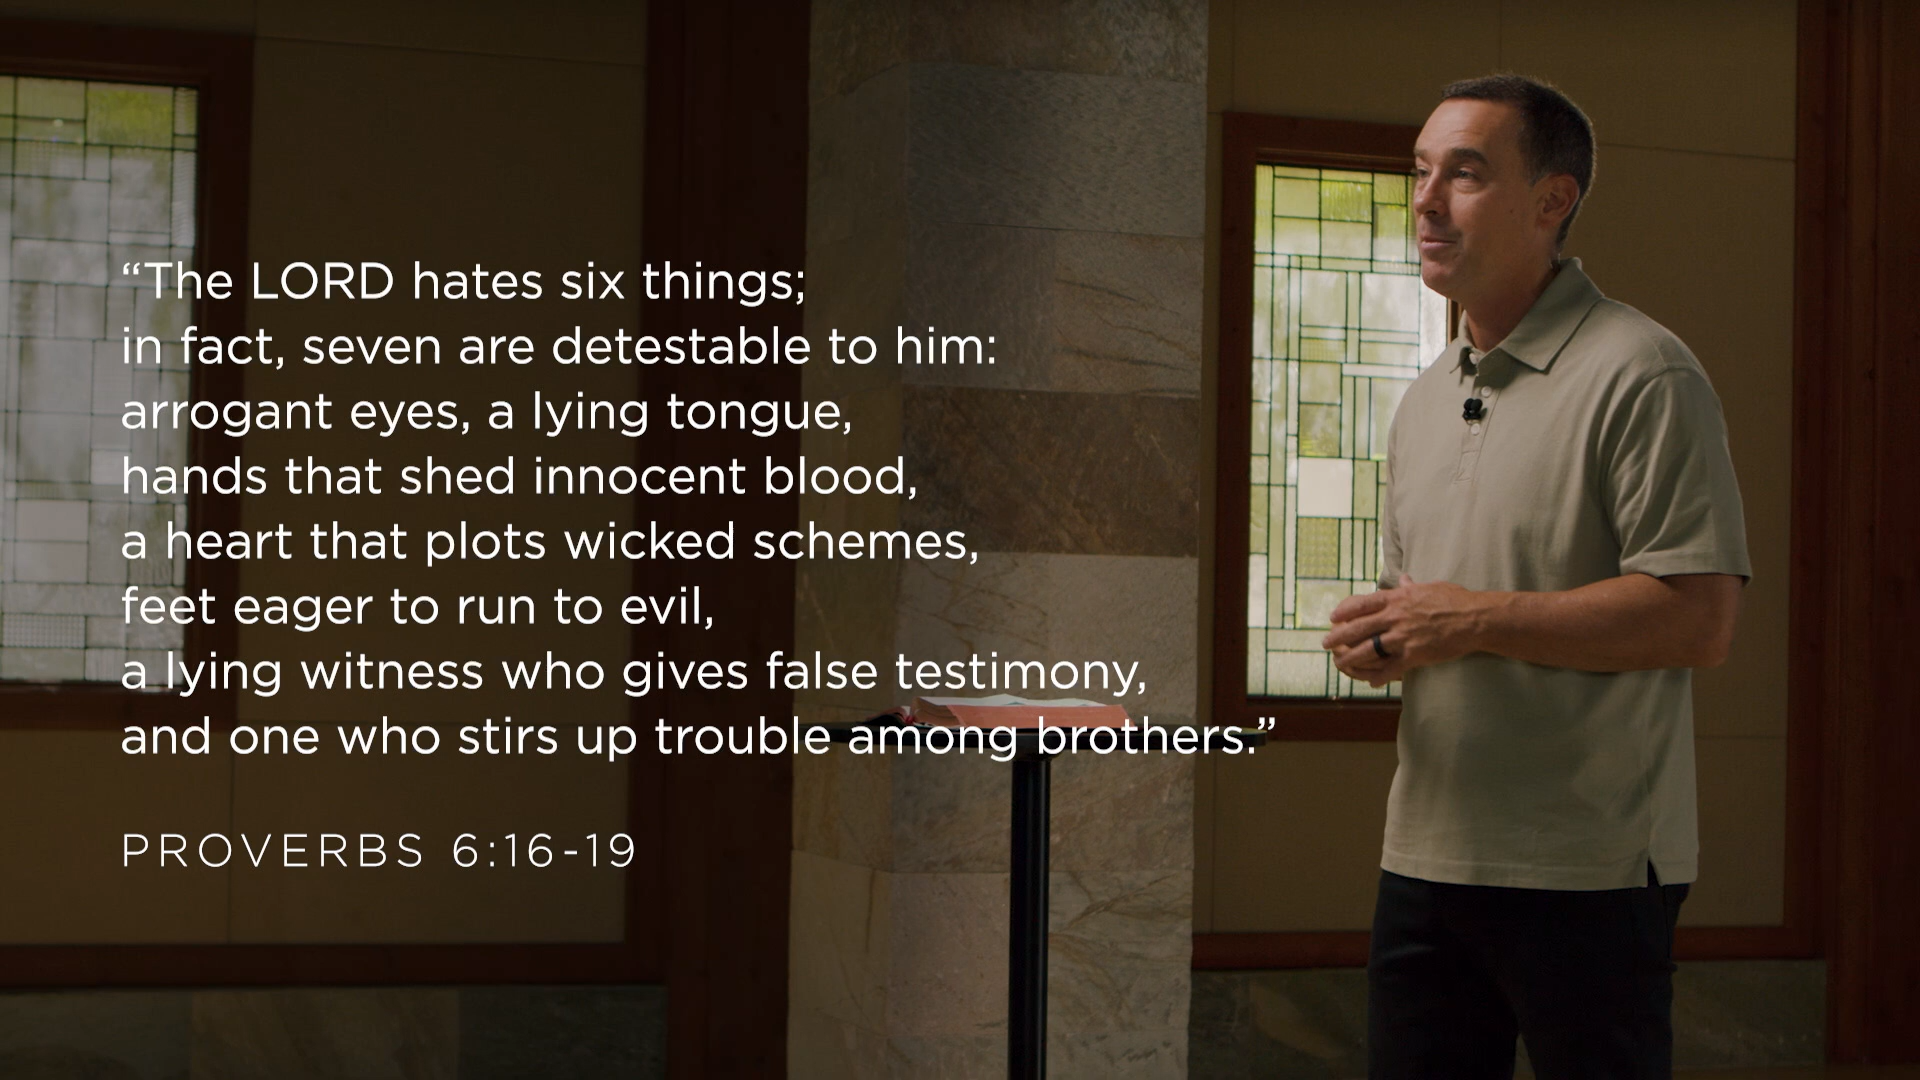 “The LORD hates six things;
in fact, seven are detestable to him:
arrogant eyes, a lying tongue,
hands that shed innocent blood,
a heart that plots wicked schemes,
feet eager to run to evil,
a lying witness who gives false testimony,
and one who stirs up trouble among brothers.”
PROVERBS 6:16-19